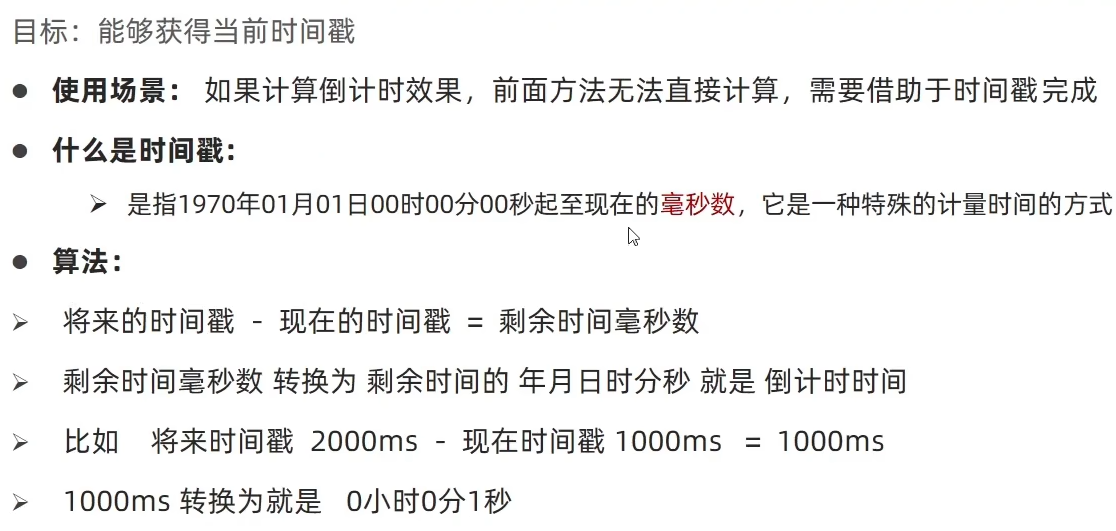 目标：能够获得当前时间戳
● 使用场景： 如果计算倒计时效果，前面方法无法直接计算，需要借助于时间戳完成
● 什么是时间戳：
➢ 是指1970年01月01日00时00分00秒起至现在的毫秒数，它是一种特殊的计量时间的方式
● 算法：
➢ 将来的时间戳 - 现在的时间戳 = 剩余时间毫秒数
➢ 剩余时间毫秒数 转换为 剩余时间的 年月日时分秒 就是 倒计时时间
➢ 比如 将来时间戳 2000ms - 现在时间戳 1000ms = 1000ms
➢ 1000ms 转换为就是 0小时0分1秒